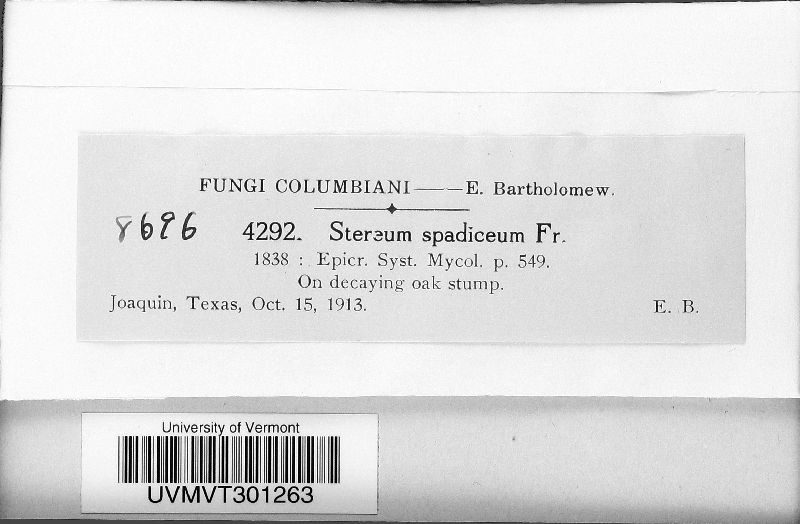 FUNGI COLUMBIANI——E. Bartholomew.
8696 4292. Stereum spadiceum Fr.
1838 : Epicr. Syst. Mycol. p. 549.
On decaying oak stump.
Joaquin, Texas, Oct. 15, 1913. E. B.
University of Vermont
UVMVT301263